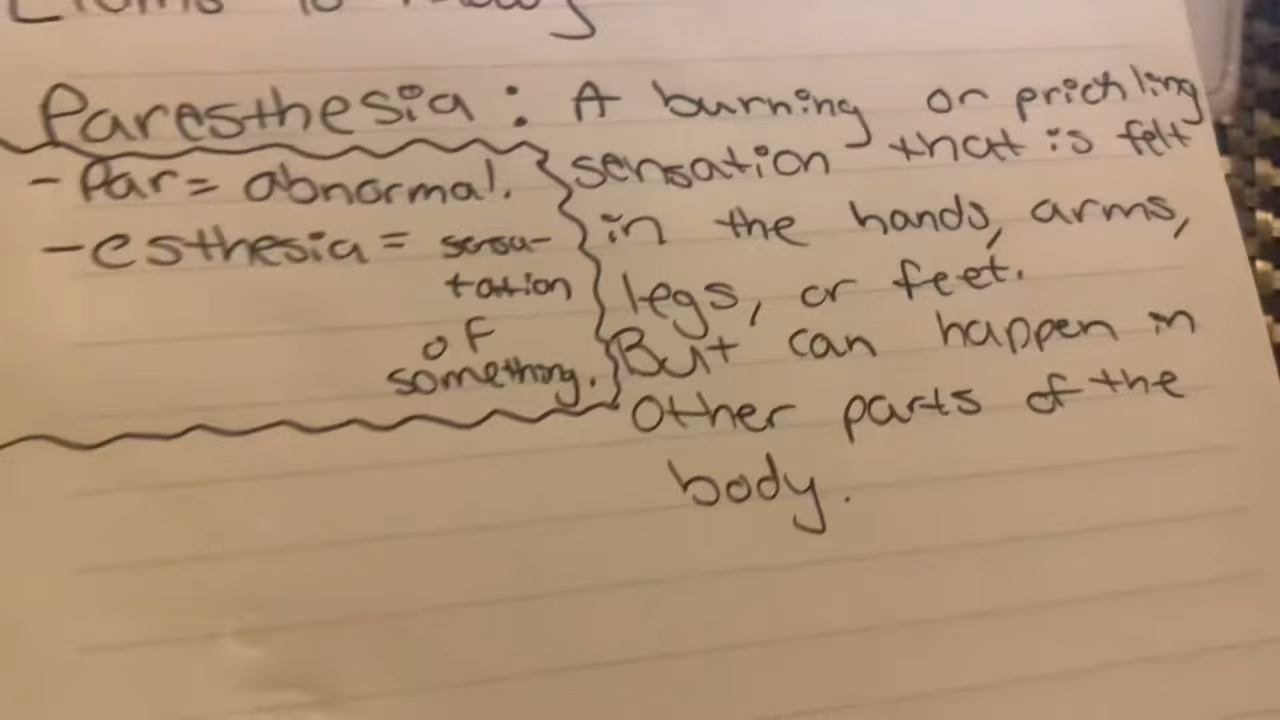 Paresthesia: A burning or prickling
sensation that is felt
in the hands, arms,
legs, or feet.
But can happen in
other parts of the
body.
- Par = abnormal.
- esthesia = sensa-
tation
of
something.